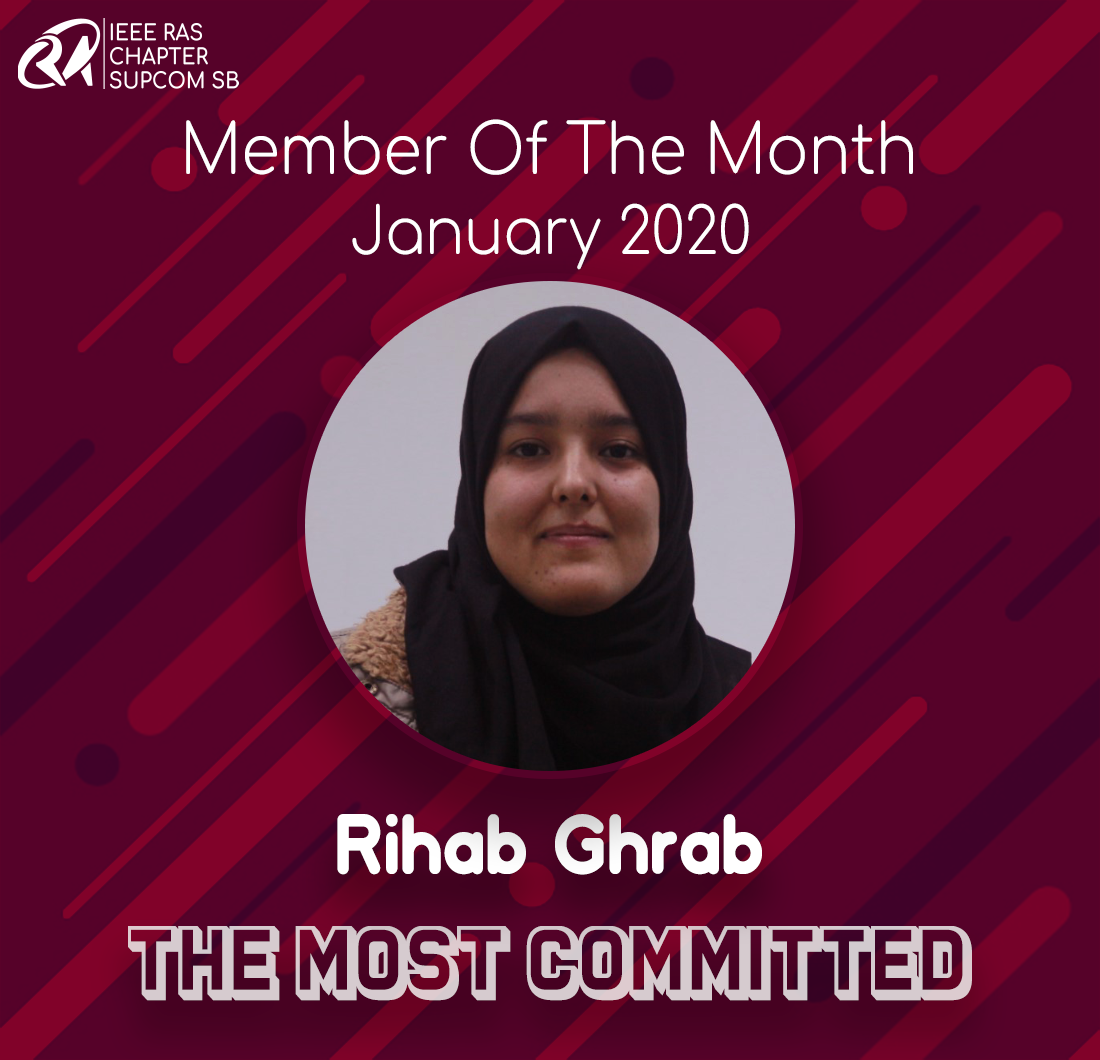 IEEE RAS
CHAPTER
SUPCOM SB
Member Of The Month
January 2020
Rihab Ghrab
THE MOST COMMITTED